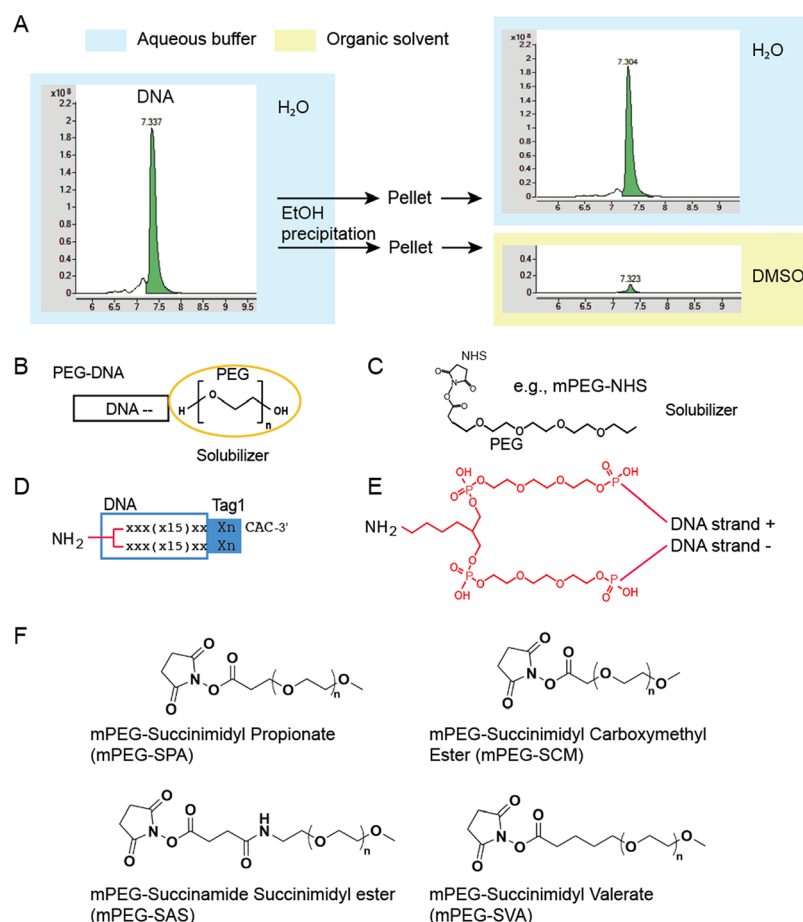 A
Aqueous buffer
Organic solvent
x10⁸
DNA
H₂O
7.337
2.2
2
1.8
1.6
1.4
1.2
1
0.8
0.6
0.4
0.2
0
6 6.5 7 7.5 8 8.5 9 9.5
EtOH
precipitation
Pellet
Pellet
x10⁸
H₂O
7.304
2.2
2
1.8
1.6
1.4
1.2
1
0.8
0.6
0.4
0.2
0
6 6.5 7 7.5 8 8.5 9
0.4
0.2
0
7.323
DMSO
6 6.5 7 7.5 8 8.5 9
B
PEG-DNA
PEG
DNA --
H O OH
n
Solubilizer
C
NHS
e.g., mPEG-NHS
O N O
O
O
O O O O
PEG
Solubilizer
D
DNA
Tag1
NH₂
xxx(x15)xx Xn CAC-3'
xxx(x15)xx Xn
E
OH
O P O O O O P OH
O O
NH₂
DNA strand +
DNA strand -
O O
O P O O O O P OH
OH O
F
O
N O O
O O O n
mPEG-Succinimidyl Propionate
(mPEG-SPA)
O
N O O
O O O n
mPEG-Succinimidyl Carboxymethyl
Ester (mPEG-SCM)
O
N O O H N O O
O O n
mPEG-Succinamide Succinimidyl ester
(mPEG-SAS)
O
N O O
O O O n
mPEG-Succinimidyl Valerate
(mPEG-SVA)